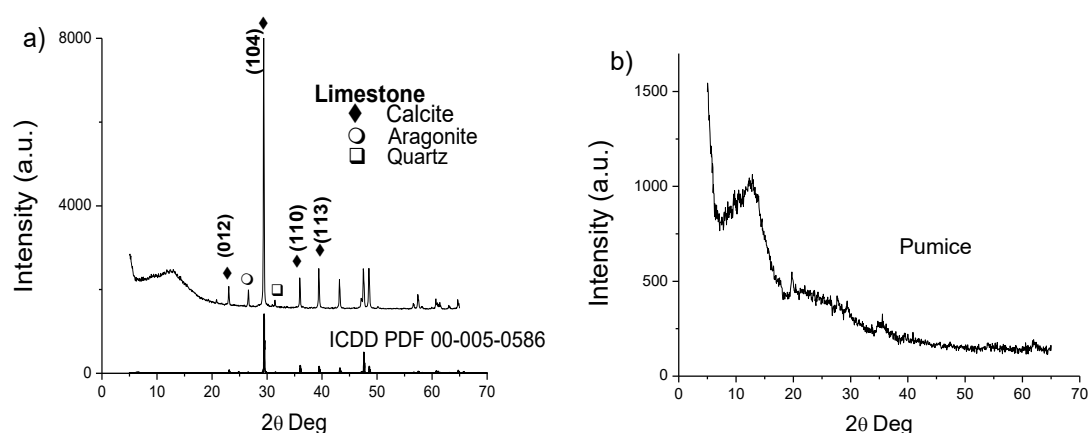 a)
8000
4000
0
Intensity (a.u.)
(104)
Limestone
♦ Calcite
○ Aragonite
❑ Quartz
(012)
(110)
(113)
ICDD PDF 00-005-0586
0 10 20 30 40 50 60 70
2θ Deg
b)
1500
1000
500
0
Intensity (a.u.)
Pumice
0 10 20 30 40 50 60 70
2θ Deg